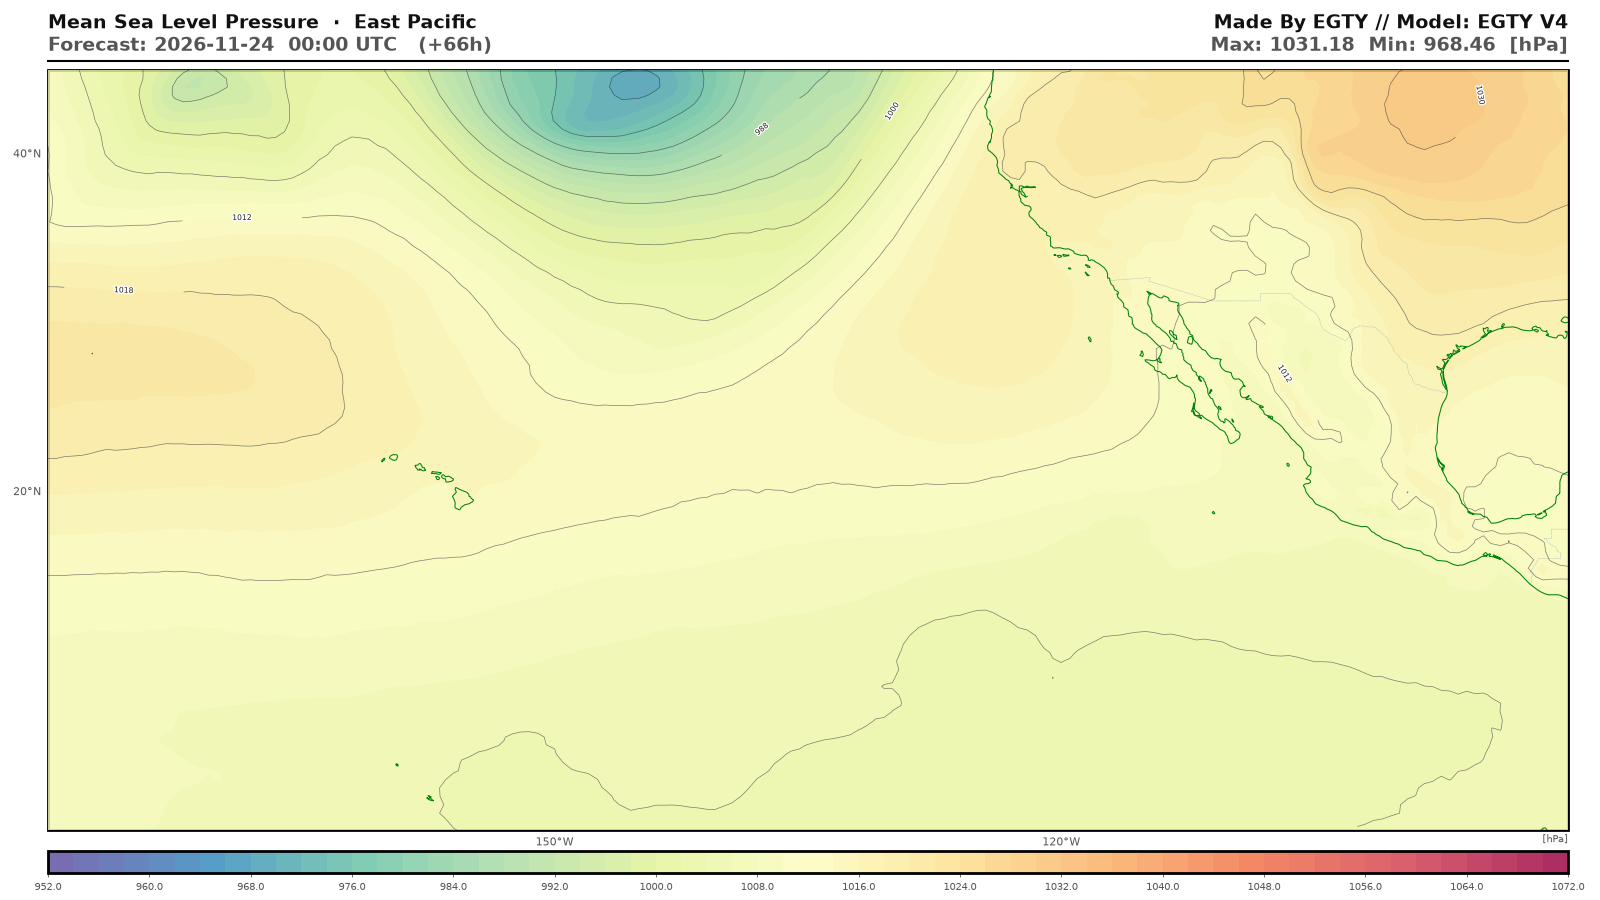 Mean Sea Level Pressure · East Pacific
Made By EGTY // Model: EGTY V4
Forecast: 2026-11-24 00:00 UTC (+66h)
Max: 1031.18 Min: 968.46 [hPa]
1030
1000
988
40°N
1012
1018
1012
20°N
150°W
120°W
[hPa]
952.0
960.0
968.0
976.0
984.0
992.0
1000.0
1008.0
1016.0
1024.0
1032.0
1040.0
1048.0
1056.0
1064.0
1072.0